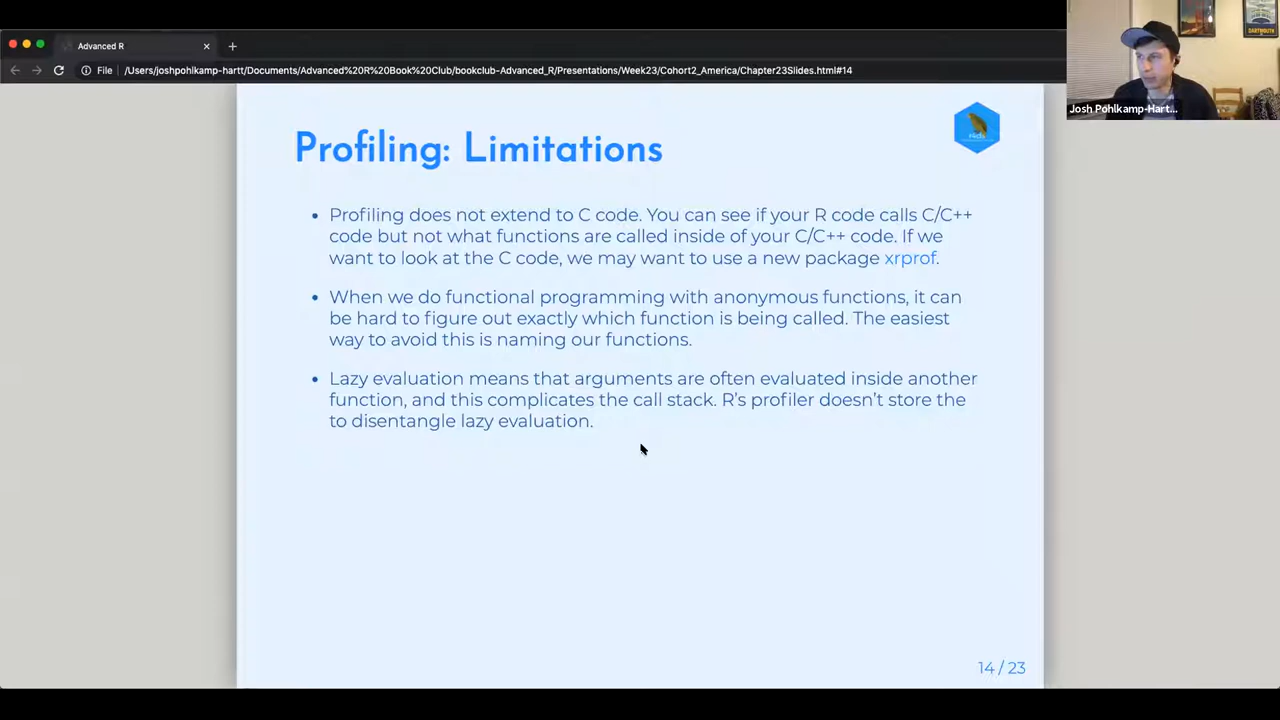 Advanced R
File
/Users/joshpohlkamp-hartt/Documents/Advanced%20R%20Book%20Club/bookclub-Advanced_R/Presentations/Week23/Cohort2_America/Chapter23Slides.html#14
DARTMOUTH
Josh Pohlkamp-Hart...
Profiling: Limitations
• Profiling does not extend to C code. You can see if your R code calls C/C++
code but not what functions are called inside of your C/C++ code. If we
want to look at the C code, we may want to use a new package xrprof.
• When we do functional programming with anonymous functions, it can
be hard to figure out exactly which function is being called. The easiest
way to avoid this is naming our functions.
• Lazy evaluation means that arguments are often evaluated inside another
function, and this complicates the call stack. R's profiler doesn't store the
to disentangle lazy evaluation.
14 / 23